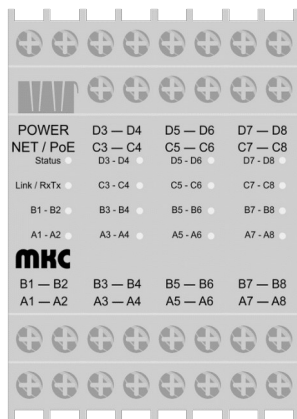 POWER D3 — D4 D5 — D6 D7 — D8
NET / PoE C3 — C4 C5 — C6 C7 — C8
Status D3 - D4 D5 - D6 D7 - D8
Link / RxTx C3 - C4 C5 - C6 C7 - C8
B1 - B2 B3 - B4 B5 - B6 B7 - B8
A1 - A2 A3 - A4 A5 - A6 A7 - A8
MKC
B1 — B2 B3 — B4 B5 — B6 B7 — B8
A1 — A2 A3 — A4 A5 — A6 A7 — A8